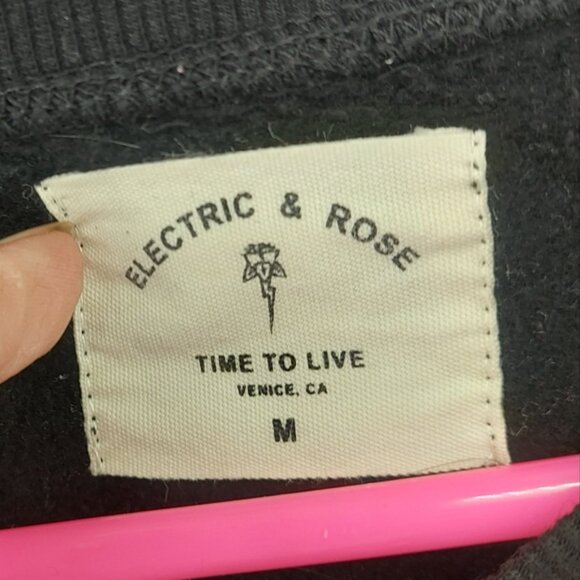 ELECTRIC & ROSE
TIME TO LIVE
VENICE, CA
M